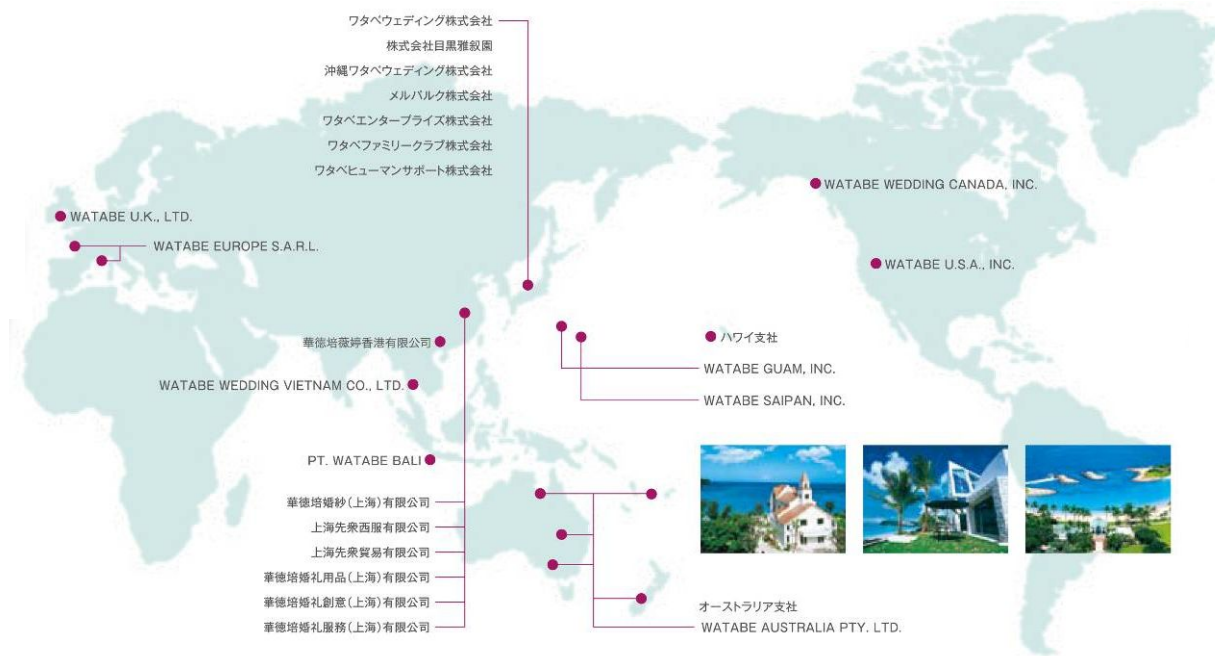 ワタベウェディング株式会社
株式会社目黒雅叙園
沖縄ワタベウェディング株式会社
メルパルク株式会社
ワタベエンタープライズ株式会社
ワタベファミリークラブ株式会社
ワタベヒューマンサポート株式会社
WATABE WEDDING CANADA, INC.
WATABE U.K., LTD.
WATABE EUROPE S.A.R.L.
WATABE U.S.A., INC.
ハワイ支社
華徳培薇婷香港有限公司
WATABE GUAM, INC.
WATABE WEDDING VIETNAM CO., LTD.
WATABE SAIPAN, INC.
PT. WATABE BALI
華徳培婚紗(上海)有限公司
上海先衆西服有限公司
上海先衆貿易有限公司
華徳培婚礼用品(上海)有限公司
華徳培婚礼創意(上海)有限公司
華徳培婚礼服務(上海)有限公司
オーストラリア支社
WATABE AUSTRALIA PTY. LTD.